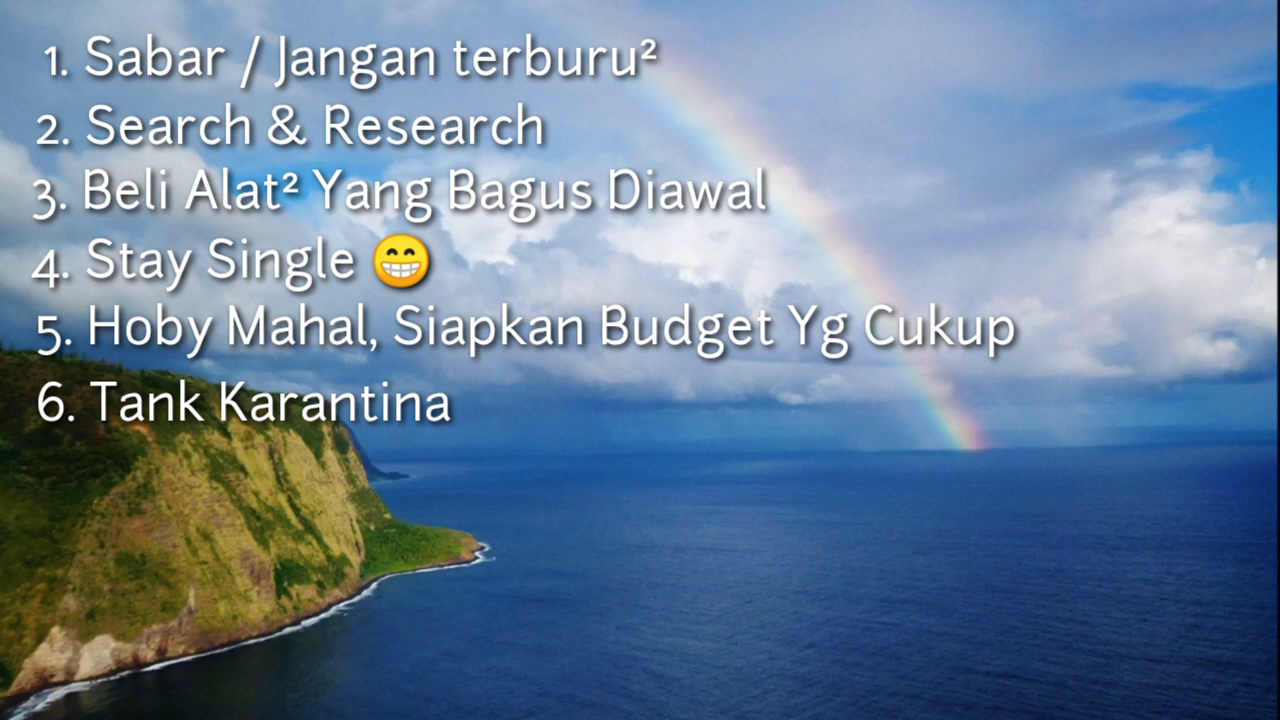 1. Sabar / Jangan terburu²
2. Search & Research
3. Beli Alat² Yang Bagus Diawal
4. Stay Single 😁
5. Hoby Mahal, Siapkan Budget Yg Cukup
6. Tank Karantina